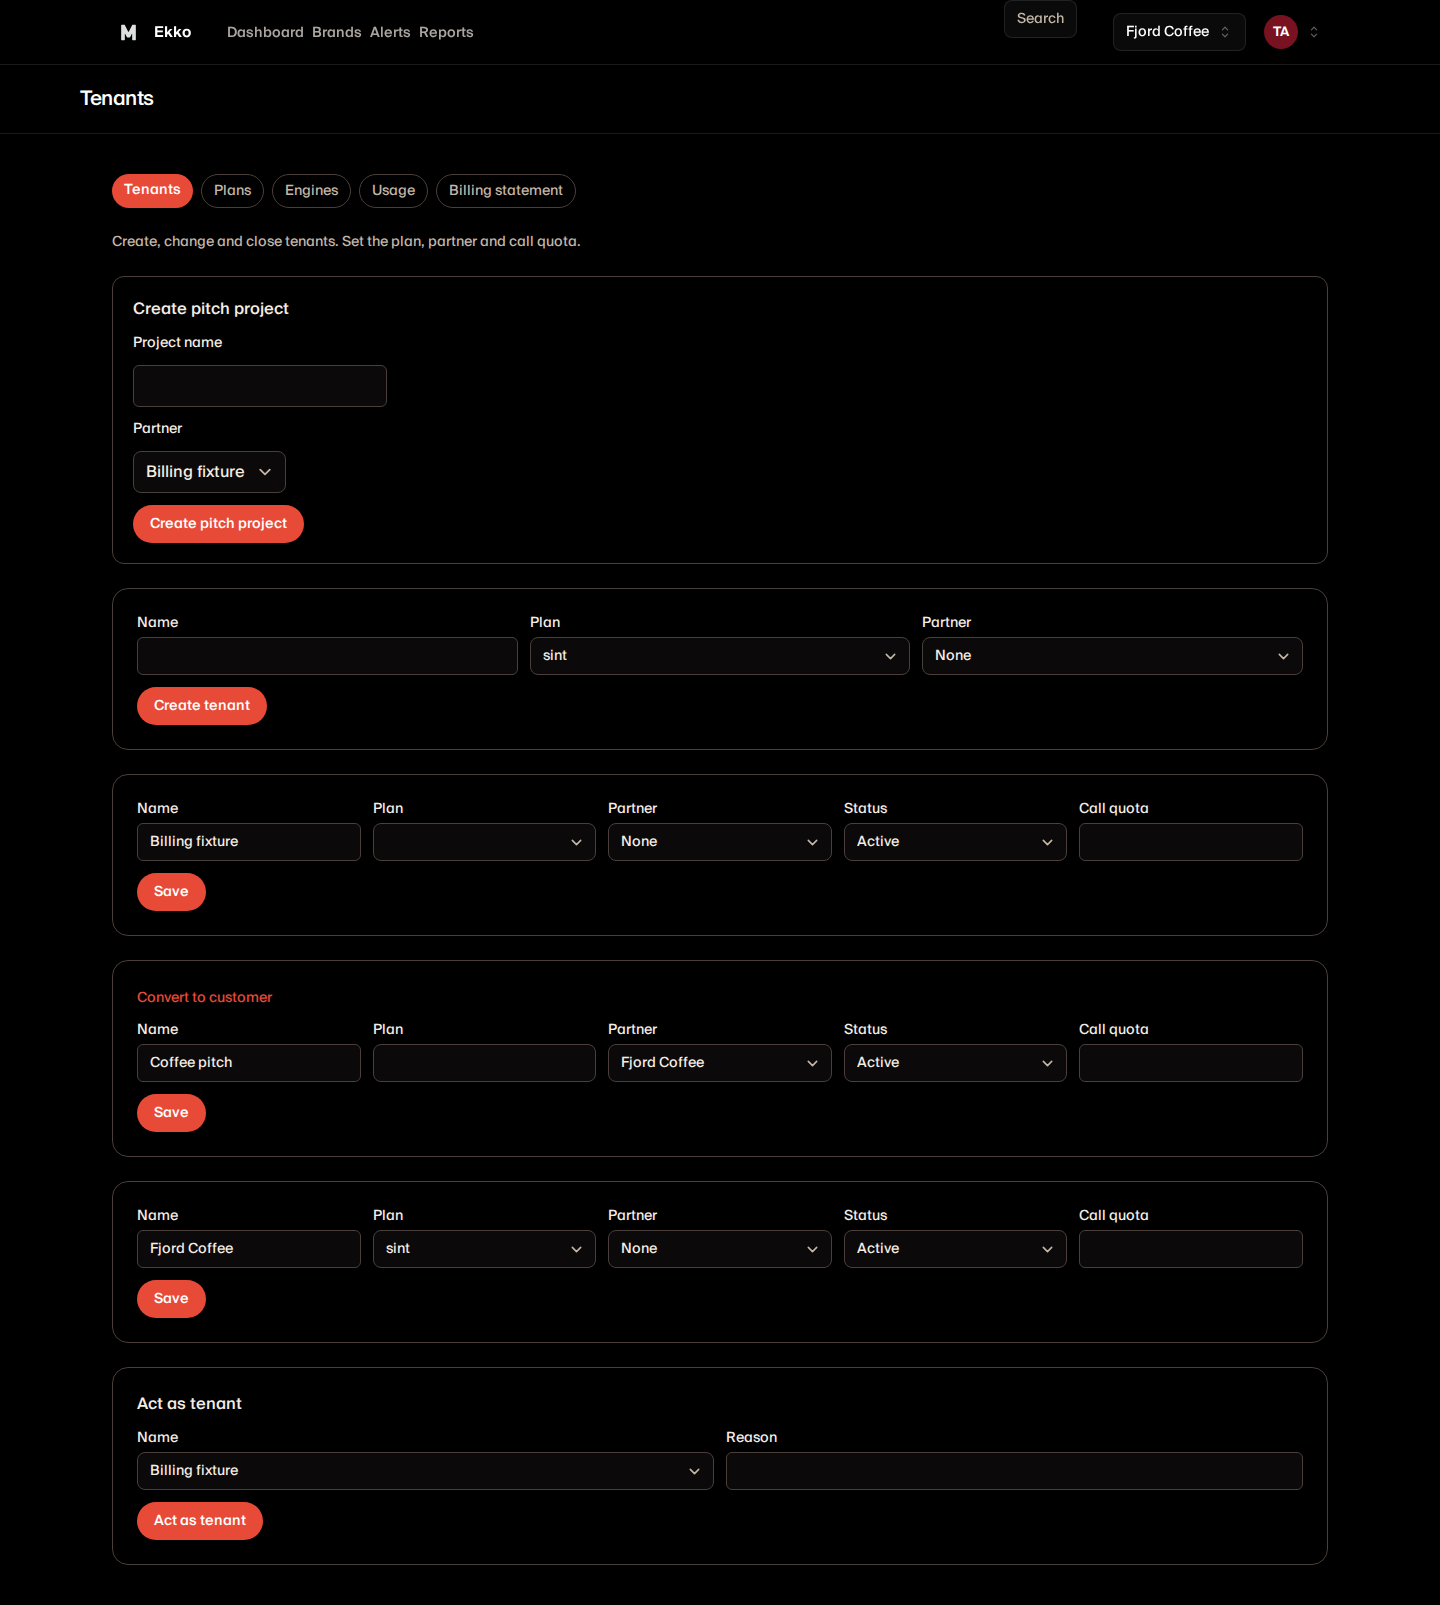 M Ekko Dashboard Brands Alerts Reports Search Fjord Coffee TA
Tenants
Tenants Plans Engines Usage Billing statement
Create, change and close tenants. Set the plan, partner and call quota.
Create pitch project
Project name
Partner
Billing fixture
Create pitch project
Name Plan Partner
sint None
Create tenant
Name Plan Partner Status Call quota
Billing fixture None Active
Save
Convert to customer
Name Plan Partner Status Call quota
Coffee pitch Fjord Coffee Active
Save
Name Plan Partner Status Call quota
Fjord Coffee sint None Active
Save
Act as tenant
Name Reason
Billing fixture
Act as tenant